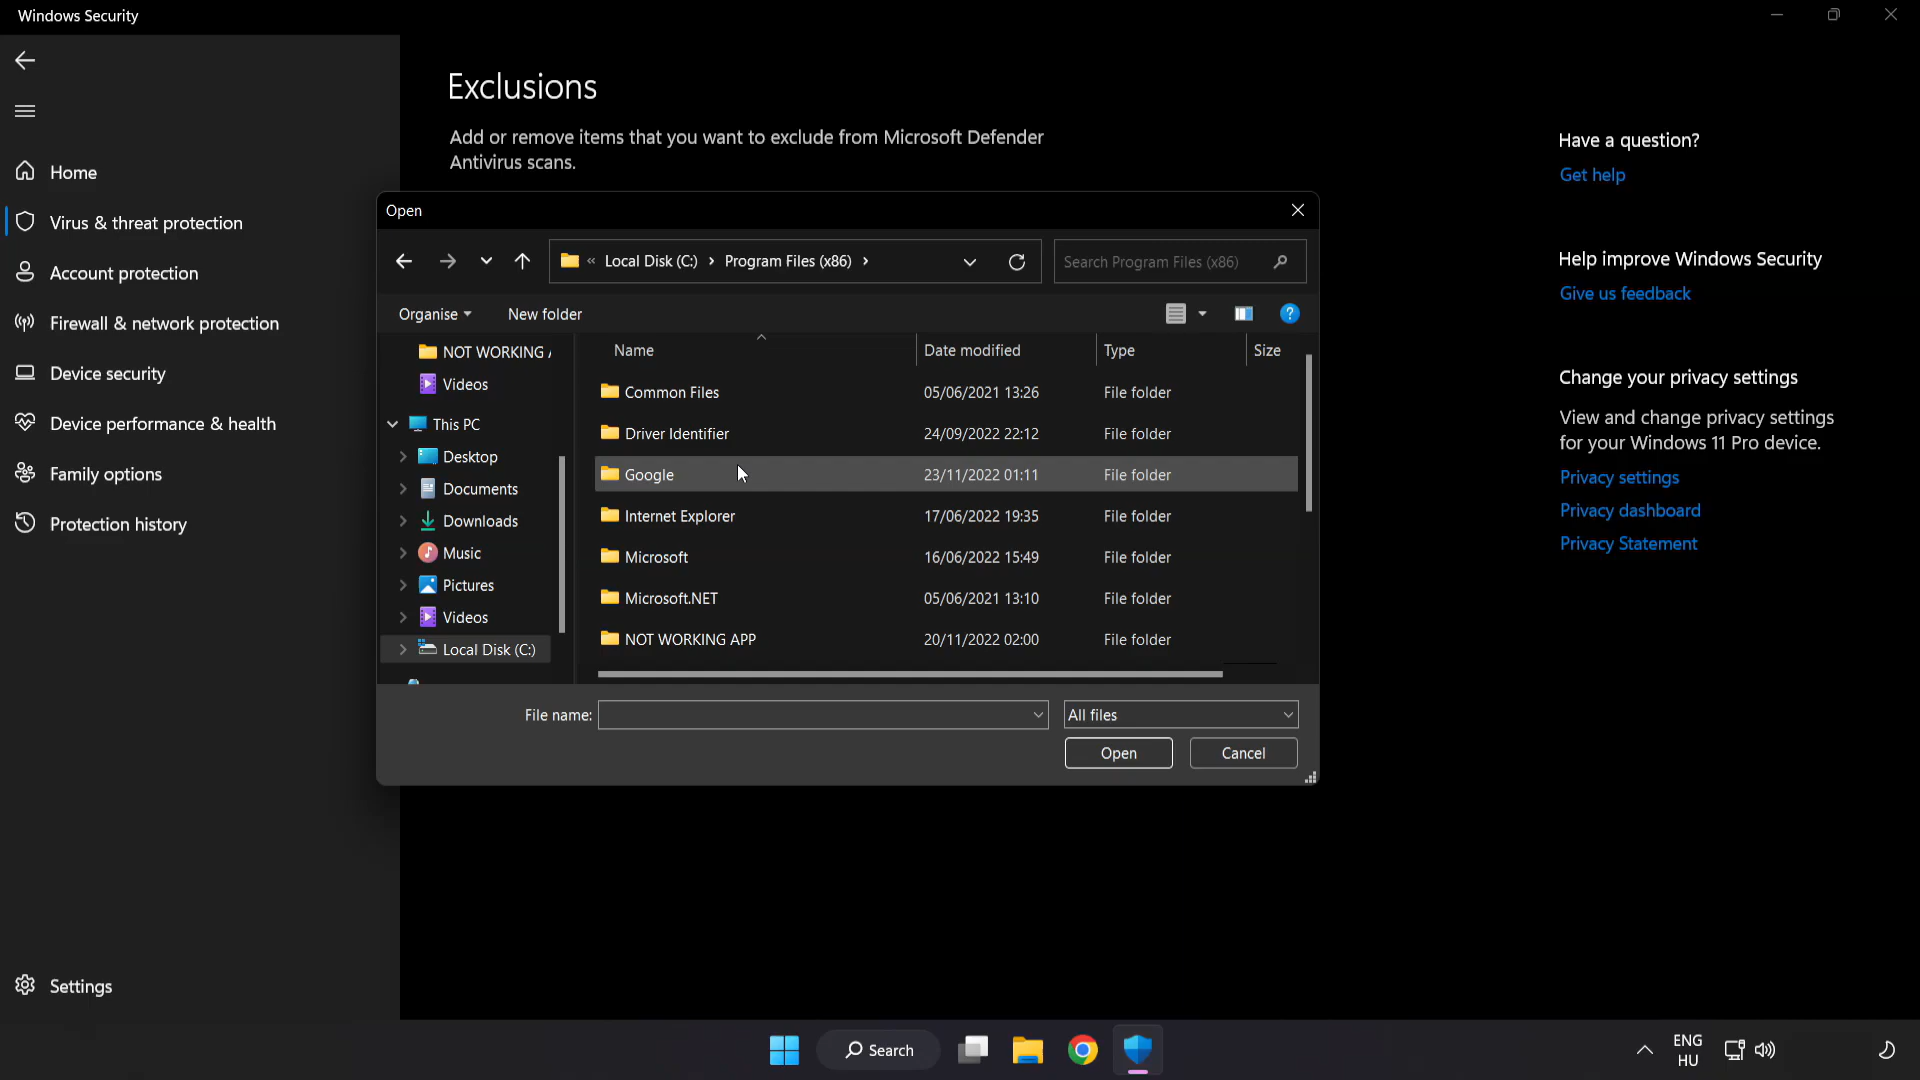 Windows Security
Home
Virus & threat protection
Account protection
Firewall & network protection
Device security
Device performance & health
Family options
Protection history
Settings
Exclusions
Add or remove items that you want to exclude from Microsoft Defender
Antivirus scans.
Open
« Local Disk (C:) > Program Files (x86) >
Search Program Files (x86)
Organise
New folder
NOT WORKING
Videos
This PC
Desktop
Documents
Downloads
Music
Pictures
Videos
Local Disk (C:)
Name Date modified Type Size
Common Files 05/06/2021 13:26 File folder
Driver Identifier 24/09/2022 22:12 File folder
Google 23/11/2022 01:11 File folder
Internet Explorer 17/06/2022 19:35 File folder
Microsoft 16/06/2022 15:49 File folder
Microsoft.NET 05/06/2021 13:10 File folder
NOT WORKING APP 20/11/2022 02:00 File folder
File name:
All files
Open
Cancel
Have a question?
Get help
Help improve Windows Security
Give us feedback
Change your privacy settings
View and change privacy settings
for your Windows 11 Pro device.
Privacy settings
Privacy dashboard
Privacy Statement
Search
ENG
HU